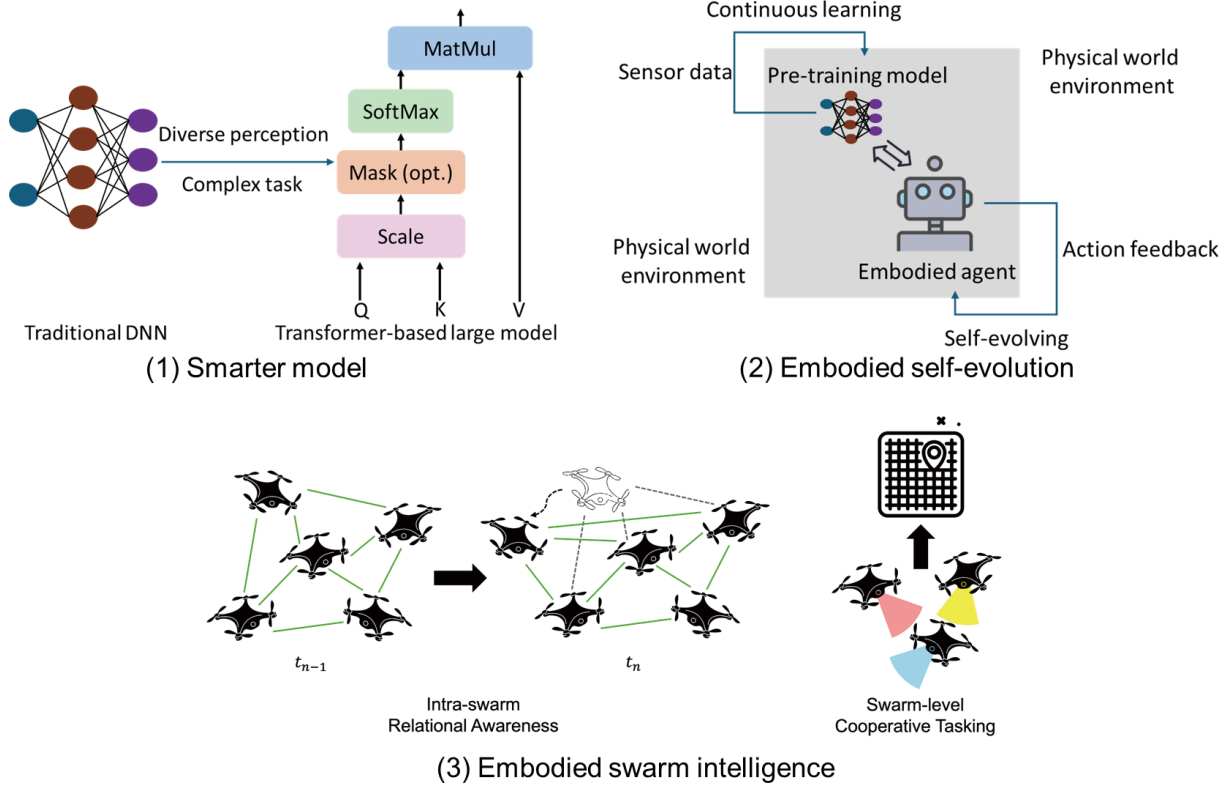 MatMul
SoftMax
Mask (opt.)
Scale
Q
K
V
Diverse perception
Complex task
Traditional DNN
Transformer-based large model
(1) Smarter model
Continuous learning
Sensor data
Pre-training model
Physical world
environment
Physical world
environment
Embodied agent
Action feedback
Self-evolving
(2) Embodied self-evolution
tₙ₋₁
tₙ
Intra-swarm
Relational Awareness
Swarm-level
Cooperative Tasking
(3) Embodied swarm intelligence